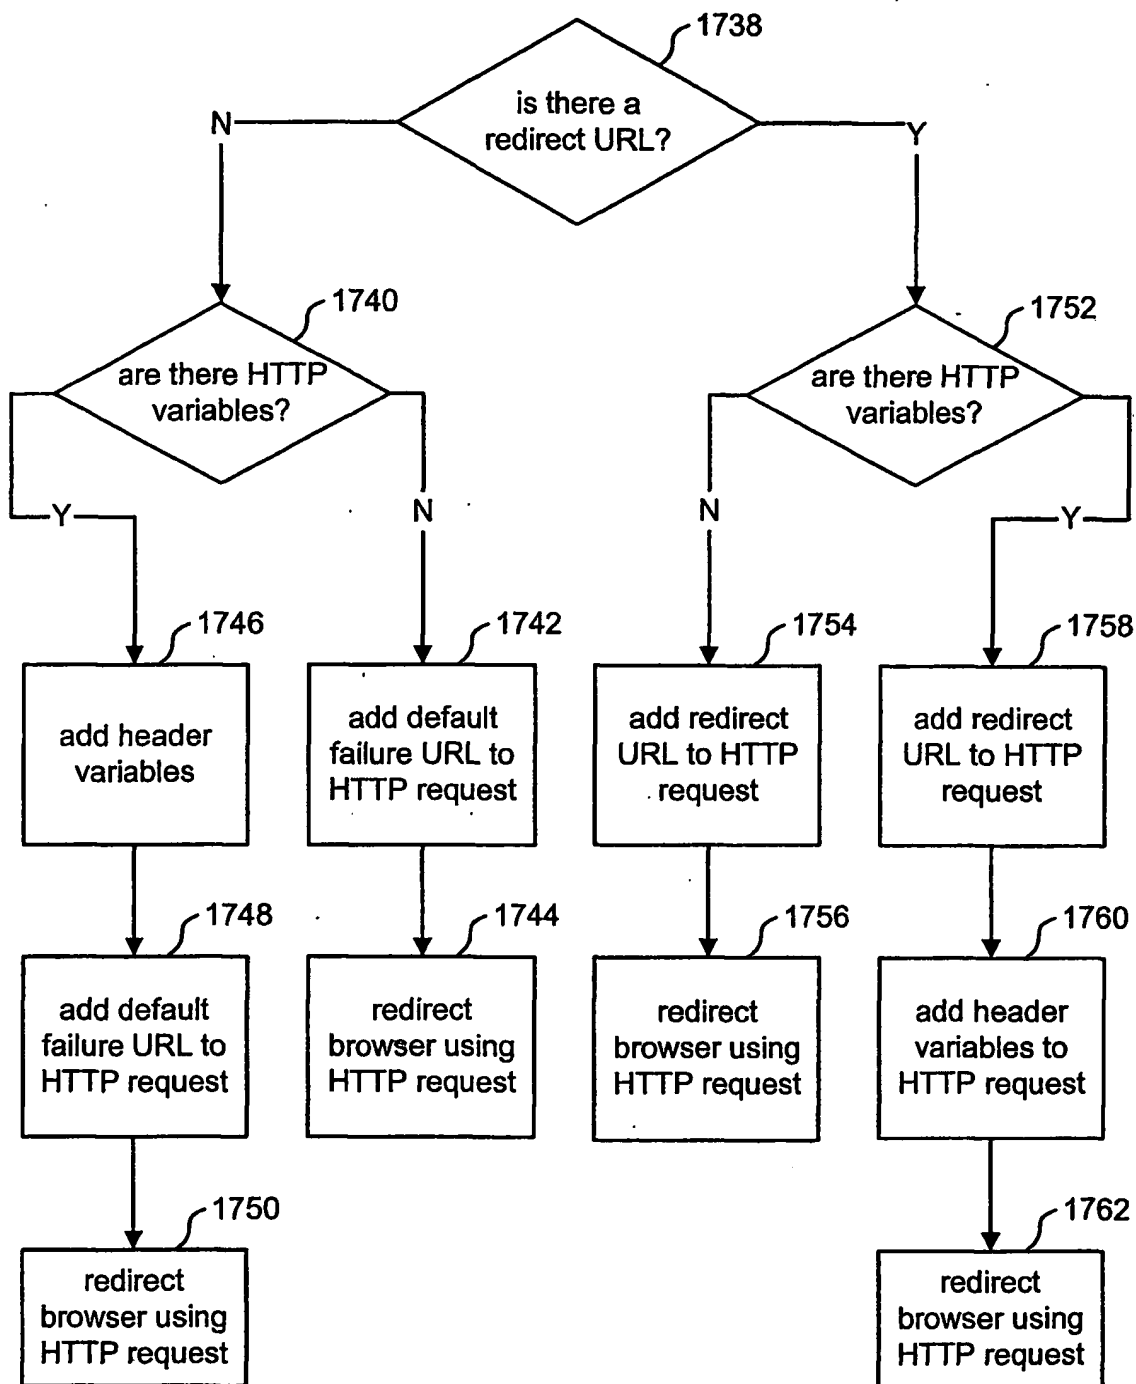 1738
is there a
redirect URL?
N
Y
1740
are there HTTP
variables?
1752
are there HTTP
variables?
Y
N
N
Y
1746
add header
variables
1742
add default
failure URL to
HTTP request
1754
add redirect
URL to HTTP
request
1758
add redirect
URL to HTTP
request
1748
add default
failure URL to
HTTP request
1744
redirect
browser using
HTTP request
1756
redirect
browser using
HTTP request
1760
add header
variables to
HTTP request
1750
redirect
browser using
HTTP request
1762
redirect
browser using
HTTP request